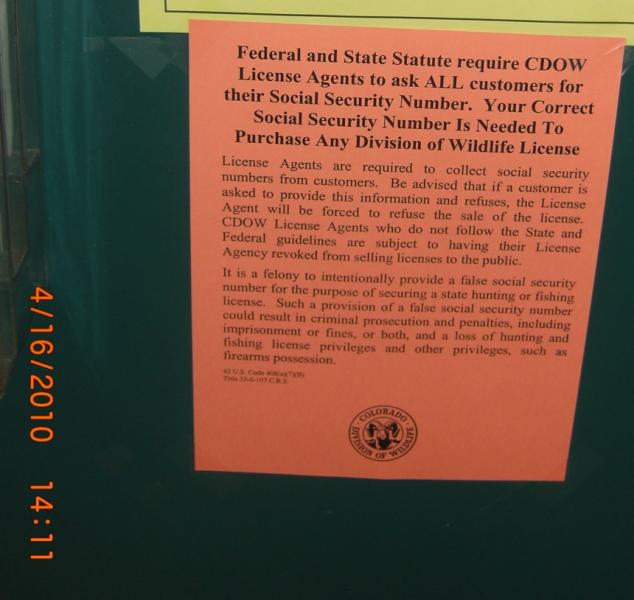 Federal and State Statute require CDOW
License Agents to ask ALL customers for
their Social Security Number. Your Correct
Social Security Number Is Needed To
Purchase Any Division of Wildlife License
License Agents are required to collect social security
numbers from customers. Be advised that if a customer is
asked to provide this information and refuses, the License
Agent will be forced to refuse the sale of the license.
CDOW License Agents who do not follow the State and
Federal guidelines are subject to having their License
Agency revoked from selling licenses to the public.
It is a felony to intentionally provide a false social security
number for the purpose of securing a state hunting or fishing
license. Such a provision of a false social security number
could result in criminal prosecution and penalties, including
imprisonment or fines, or both, and a loss of hunting and
fishing license privileges and other privileges, such as
firearms possession.
42 U.S. Code
Title 33-6-107 C.R.S.
COLORADO
DIVISION OF WILDLIFE
4/16/2010 14:11